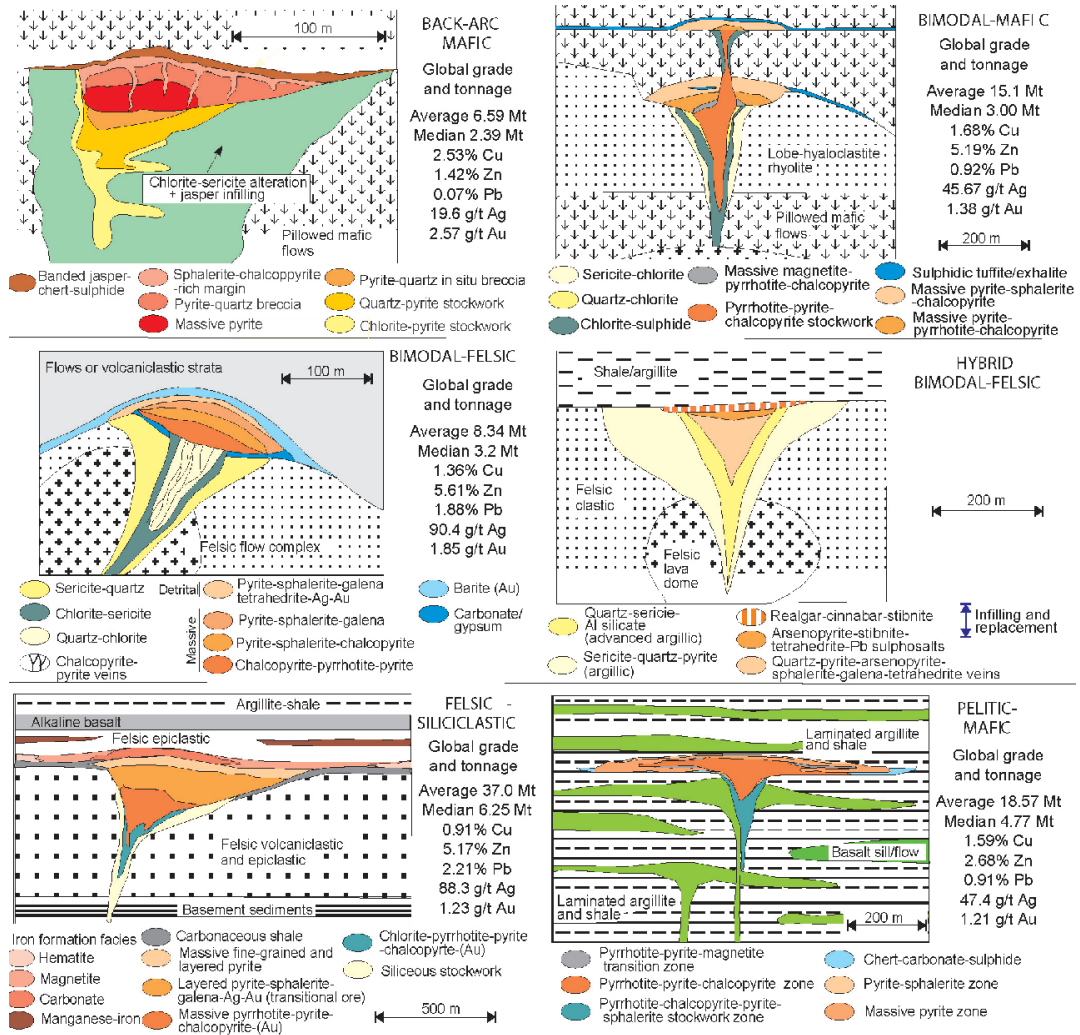 100 m
BACK-ARC
MAFIC
Global grade
and tonnage
Average 6.59 Mt
Median 2.39 Mt
2.53% Cu
1.42% Zn
0.07% Pb
19.6 g/t Ag
2.57 g/t Au
Chlorite-sericite alteration
+ jasper infilling
Pillowed mafic
flows
Banded jasper-
chert-sulphide
Sphalerite-chalcoppyrite
-rich margin
Pyrite-quartz breccia
Massive pyrite
Pyrite-quartz in situ breccia
Quartz-pyrite stockwork
Chlorite-pyrite stockwork
BIMODAL-MAFI C
Global grade
and tonnage
Average 15.1 Mt
Median 3.00 Mt
1.68% Cu
5.19% Zn
0.92% Pb
45.67 g/t Ag
1.38 g/t Au
200 m
Lobe-hyaloclastite
rhyolite
Pillowed mafic
flows
Sericite-chlorite
Quartz-chlorite
Chlorite-sulphide
Massive magnetite-
pyrrhotite-chalcopyrite
Pyrrhotite-pyrite-
chalcopyrite stockwork
Sulphidic tuffite/exhalite
Massive pyrite-sphalerite
-chalcopyrite
Massive pyrite-
pyrrhotite-chalcopyrite
BIMODAL-FELSIC
Flows or volcaniclastic strata
100 m
Global grade
and tonnage
Average 8.34 Mt
Median 3.2 Mt
1.36% Cu
5.61% Zn
1.88% Pb
90.4 g/t Ag
1.85 g/t Au
Felsic flow complex
Sericite-quartz
Chlorite-sericite
Quartz-chlorite
Chalcopyrite-
pyrite veins
Detrital
Massive
Pyrite-sphalerite-galena
tetrahedrite-Ag-Au
Pyrite-sphalerite-galena
Pyrite-sphalerite-chalcopyrite
Chalcopyrite-pyrrhotite-pyrite
Barite (Au)
Carbonate/
gypsum
HYBRID
BIMODAL-FELSIC
Shale/argillite
Felsic
clastic
Felsic
lava
dome
200 m
Quartz-sericie-
Al silicate
(advanced argillic)
Sericite-quartz-pyrite
(argillic)
Realgar-cinnabar-stibnite
Arsenopyrite-stibnite-
tetrahedrite-Pb sulphosalts
Quartz-pyrite-arsenopyrite-
sphalerite-galena-tetrahedrite veins
Infilling and
replacement
FELSIC -
SILICICLASTIC
Argillite-shale
Alkaline basalt
Felsic epiclastic
Global grade
and tonnage
Average 37.0 Mt
Median 6.25 Mt
0.91% Cu
5.17% Zn
2.21% Pb
88.3 g/t Ag
1.23 g/t Au
Felsic volcaniclastic
and epiclastic
Basement sediments
Iron formation facies
Hematite
Magnetite
Carbonate
Manganese-iron
Carbonaceous shale
Massive fine-grained and
layered pyrite
Layered pyrite-sphalerite-
galena-Ag-Au (transitional ore)
Massive pyrrhotite-pyrite-
chalcopyrite-(Au)
Chlorite-pyrrhotite-pyrite
-chalcopyrte-(Au)
Siliceous stockwork
500 m
PELITIC-
MAFIC
Laminated argillite
and shale
Global grade
and tonnage
Average 18.57 Mt
Median 4.77 Mt
1.59% Cu
2.68% Zn
0.91% Pb
47.4 g/t Ag
1.21 g/t Au
Basalt sill/flow
Laminated argillite
and shale
200 m
Pyrrhotite-pyrite-magnetite
transition zone
Pyrrhotite-pyrite-chalcopyrite zone
Pyrrhotite-chalcopyrite-pyrite-
sphalerite stockwork zone
Chert-carbonate-sulphide
Pyrite-sphalerite zone
Massive pyrite zone